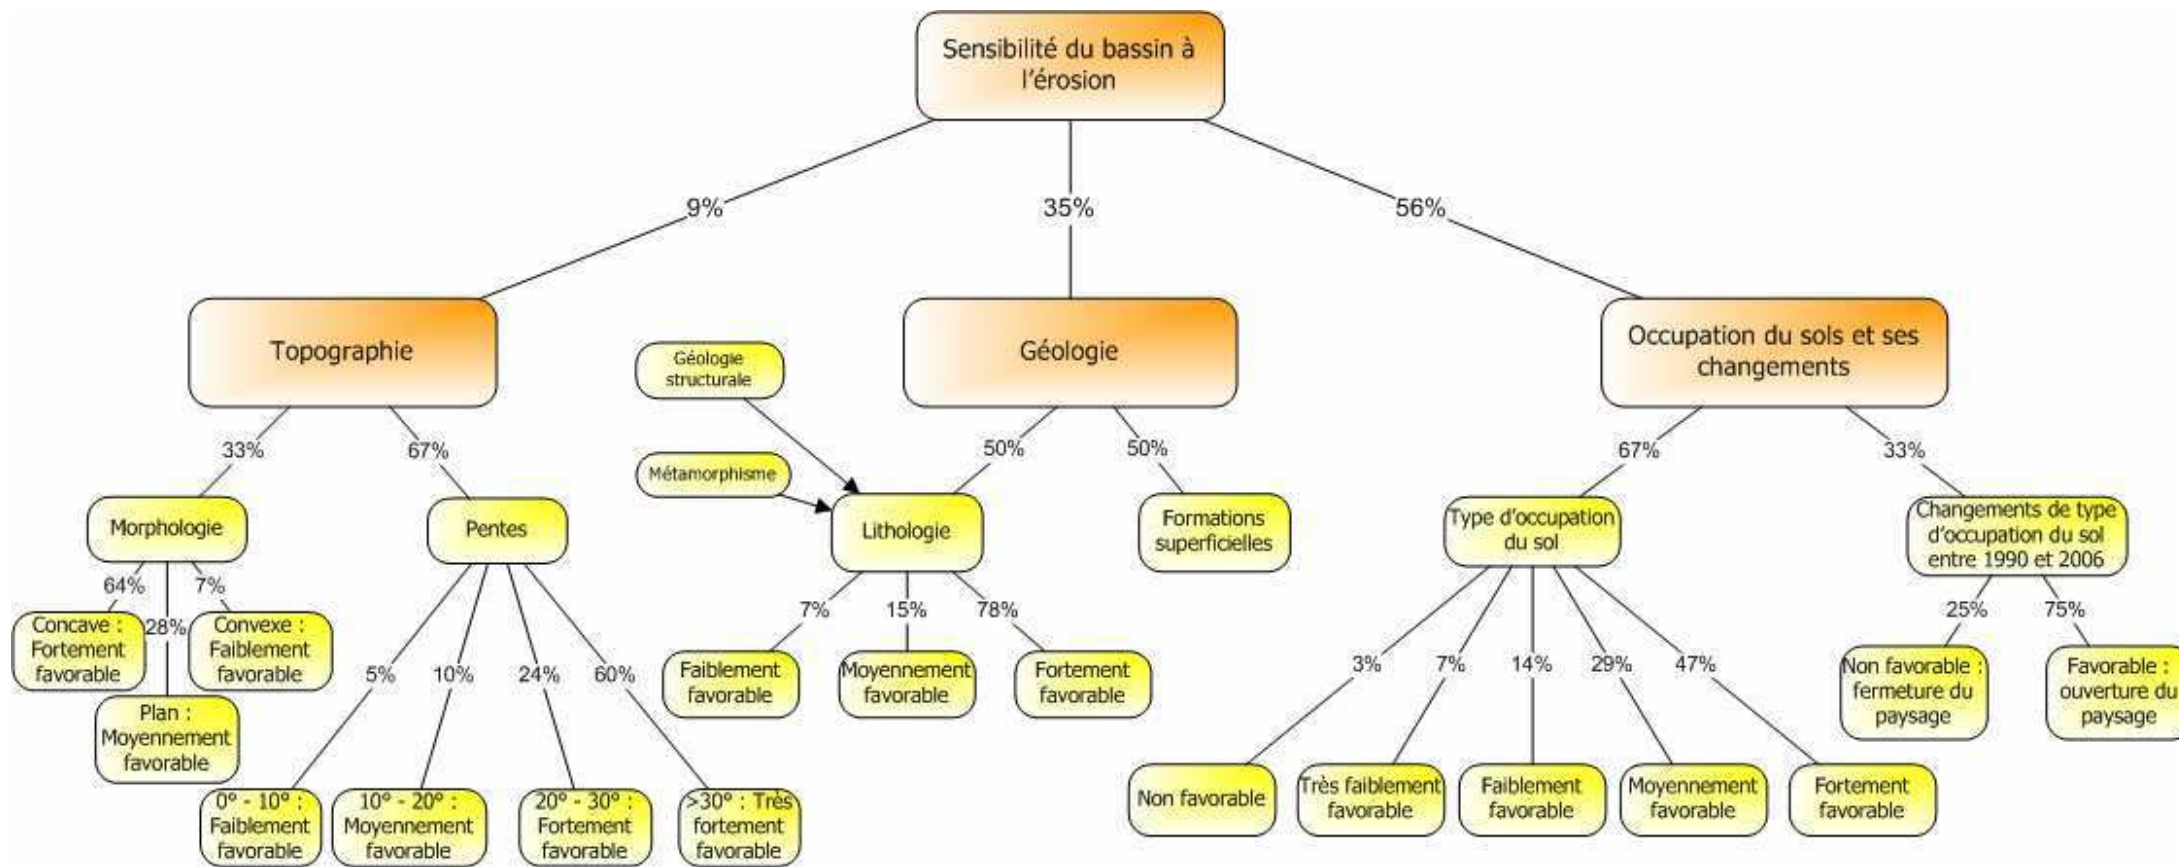 Sensibilité du bassin à
l'érosion
9%
35%
56%
Topographie
Géologie
structurale
Géologie
Occupation du sols et ses
changements
33%
67%
Métamorphisme
50%
50%
67%
33%
Morphologie
Pentes
Lithologie
Formations
superficielles
Type d'occupation
du sol
Changements de type
d'occupation du sol
entre 1990 et 2006
64%
28%
7%
Concave :
Fortement
favorable
Plan :
Moyennement
favorable
Convexe :
Faiblement
favorable
5%
10%
24%
60%
0° - 10° :
Faiblement
favorable
10° - 20° :
Moyennement
favorable
20° - 30° :
Fortement
favorable
>30° : Très
fortement
favorable
7%
15%
78%
Faiblement
favorable
Moyennement
favorable
Fortement
favorable
3%
7%
14%
29%
47%
Non favorable
Très faiblement
favorable
Faiblement
favorable
Moyennement
favorable
Fortement
favorable
25%
75%
Non favorable :
fermeture du
paysage
Favorable :
ouverture du
paysage